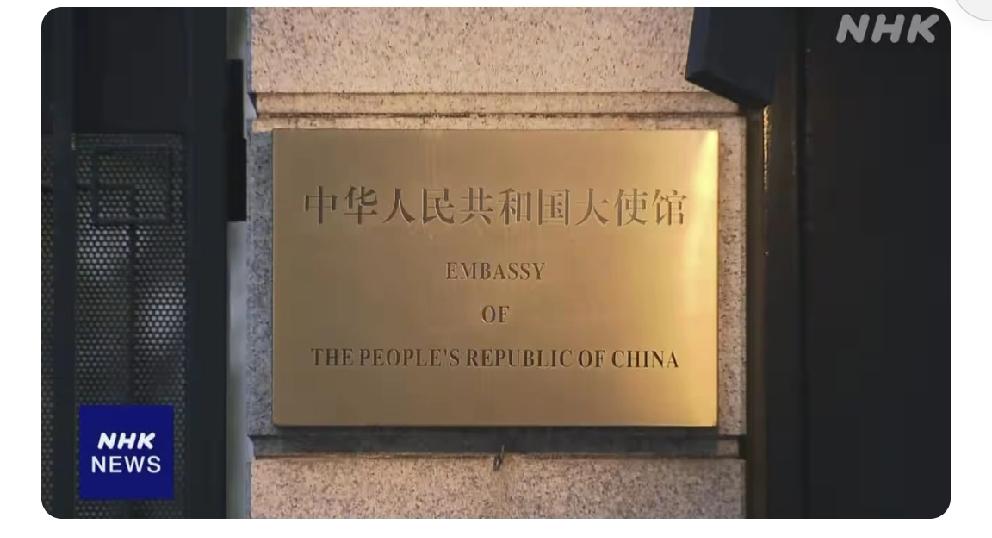 NHK
中华人民共和国大使馆
EMBASSY
OF
THE PEOPLE'S REPUBLIC OF CHINA
NHK
NEWS